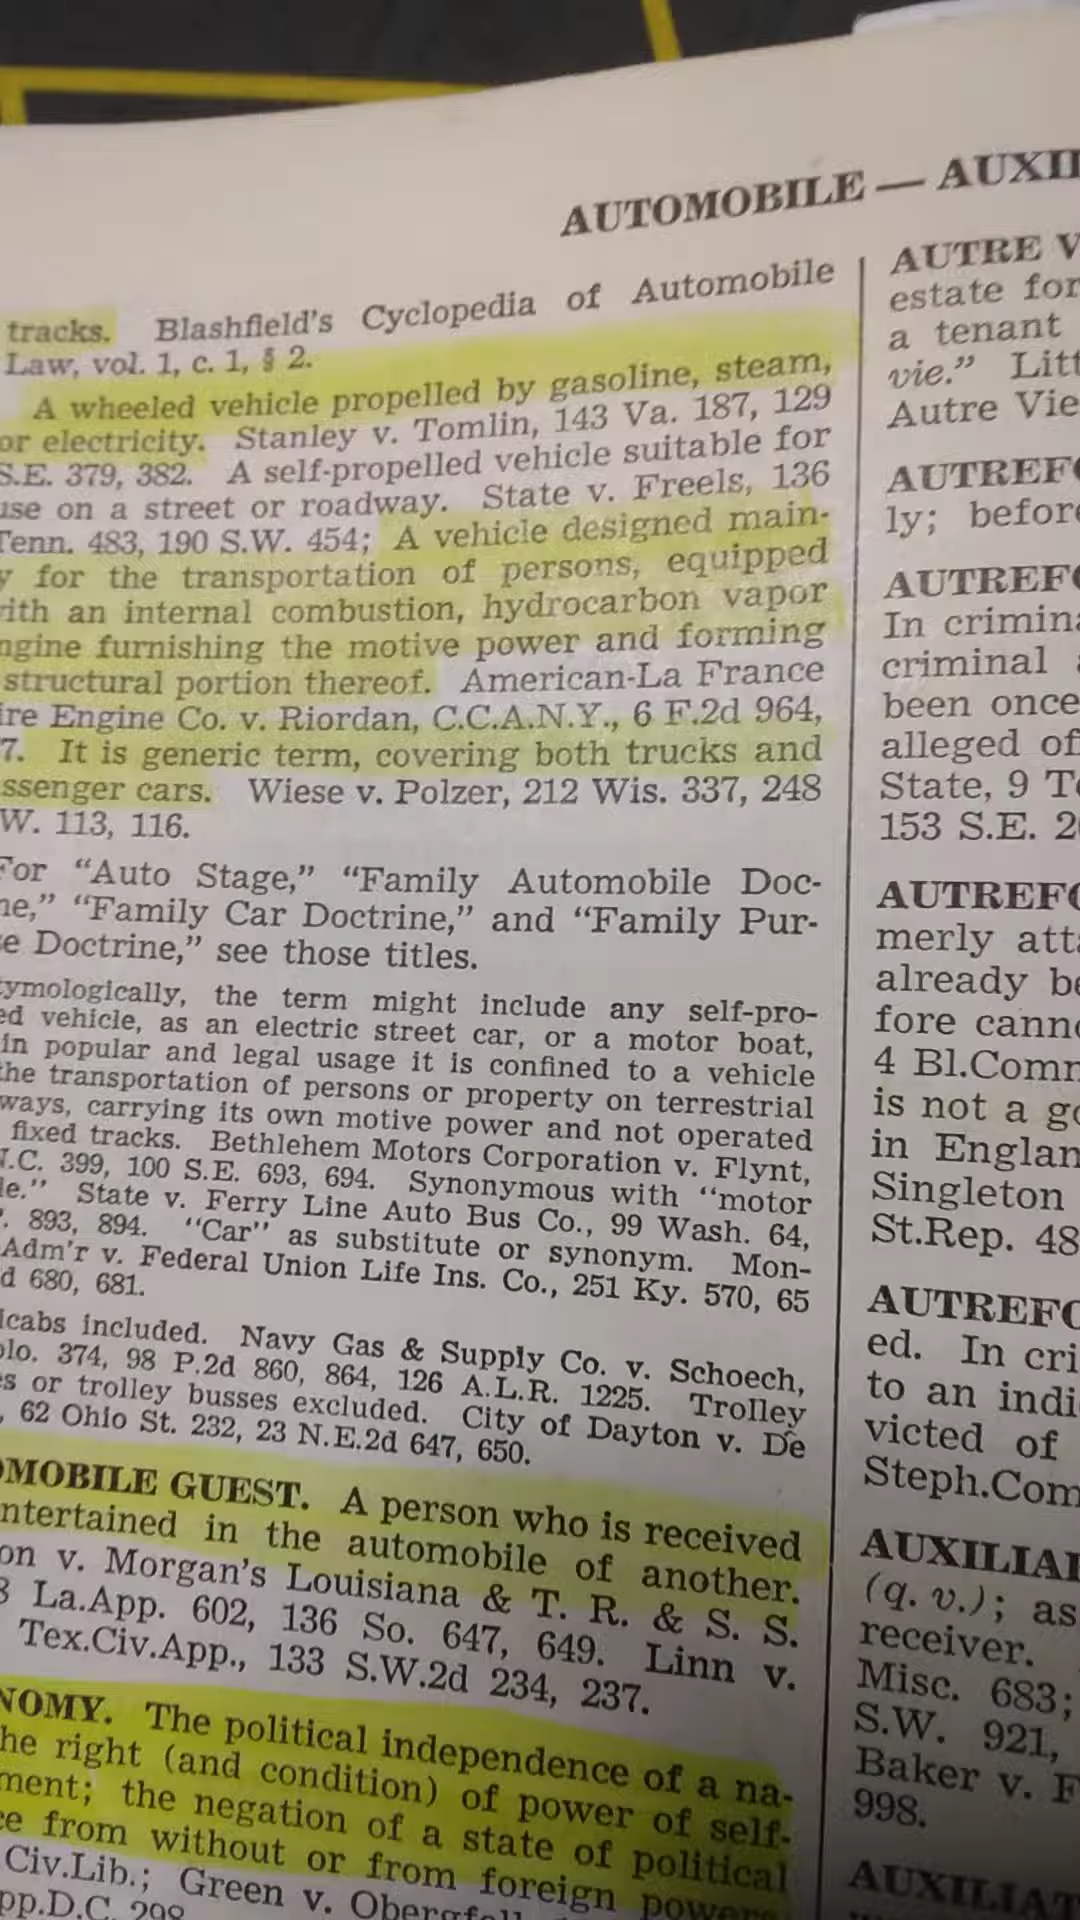 AUTOMOBILE — AUXI
tracks. Blashfield's Cyclopedia of Automobile
Law, vol. 1, c. 1, § 2.
A wheeled vehicle propelled by gasoline, steam,
or electricity. Stanley v. Tomlin, 143 Va. 187, 129
S.E. 379, 382. A self-propelled vehicle suitable for
use on a street or roadway. State v. Freels, 136
Tenn. 483, 190 S.W. 454; A vehicle designed main-
y for the transportation of persons, equipped
ith an internal combustion, hydrocarbon vapor
ngine furnishing the motive power and forming
structural portion thereof. American-La France
ire Engine Co. v. Riordan, C.C.A.N.Y., 6 F.2d 964,
7. It is generic term, covering both trucks and
ssenger cars. Wiese v. Polzer, 212 Wis. 337, 248
W. 113, 116.
For "Auto Stage," "Family Automobile Doc-
ne," "Family Car Doctrine," and "Family Pur-
e Doctrine," see those titles.
tymologically, the term might include any self-pro-
ed vehicle, as an electric street car, or a motor boat,
in popular and legal usage it is confined to a vehicle
the transportation of persons or property on terrestrial
ways, carrying its own motive power and not operated
fixed tracks. Bethlehem Motors Corporation v. Flynt,
N.C. 399, 100 S.E. 693, 694. Synonymous with "motor
le." State v. Ferry Line Auto Bus Co., 99 Wash. 64,
. 893, 894. "Car" as substitute or synonym. Mon-
Adm'r v. Federal Union Life Ins. Co., 251 Ky. 570, 65
d 680, 681.
icabs included. Navy Gas & Supply Co. v. Schoech,
olo. 374, 98 P.2d 860, 864, 126 A.L.R. 1225. Trolley
s or trolley busses excluded. City of Dayton v. De
, 62 Ohio St. 232, 23 N.E.2d 647, 650.
OMOBILE GUEST. A person who is received
ntertained in the automobile of another.
on v. Morgan's Louisiana & T. R. & S. S.
3 La.App. 602, 136 So. 647, 649. Linn v.
Tex.Civ.App., 133 S.W.2d 234, 237.
NOMY. The political independence of a na-
he right (and condition) of power of self-
ment; the negation of a state of political
ce from without or from foreign powers
Civ.Lib.; Green v. Obergfell
pp.D.C. 298
AUTRE V
estate for
a tenant
vie." Litt
Autre Vie
AUTREFO
ly; before
AUTREFO
In crimina
criminal
been once
alleged of
State, 9 T
153 S.E. 2
AUTREFO
merly att
already be
fore canno
4 Bl.Comm
is not a go
in Englan
Singleton
St.Rep. 48
AUTREFO
ed. In cri
to an indi
victed of
Steph.Com
AUXILIAR
(q. v.); as
receiver.
Misc. 683;
S.W. 921,
Baker v. F
998.
AUXILIAT